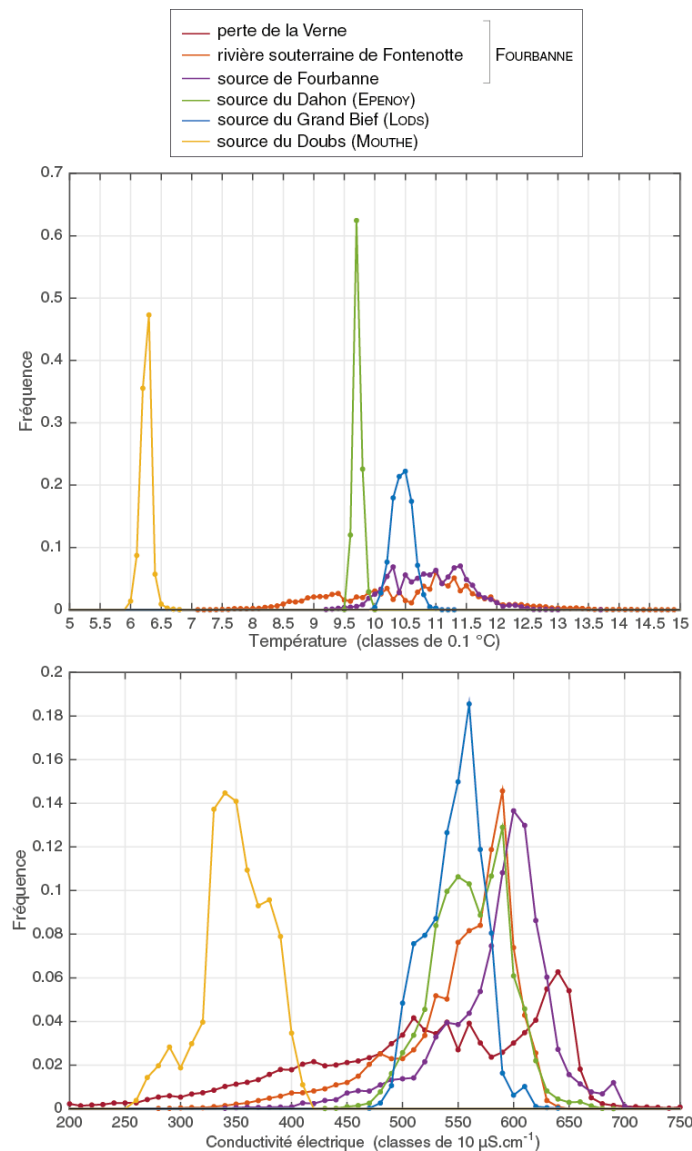 perte de la Verne
rivière souterraine de Fontenotte
FOURBANNE
source de Fourbanne
source du Dahon (EPENOY)
source du Grand Bief (LODS)
source du Doubs (MOUTHE)
0.7
0.6
0.5
0.4
0.3
0.2
0.1
0
Fréquence
5 5.5 6 6.5 7 7.5 8 8.5 9 9.5 10 10.5 11 11.5 12 12.5 13 13.5 14 14.5 15
Température (classes de 0.1 °C)
0.2
0.18
0.16
0.14
0.12
0.1
0.08
0.06
0.04
0.02
0
Fréquence
200 250 300 350 400 450 500 550 600 650 700 750
Conductivité électrique (classes de 10 µS.cm⁻¹)